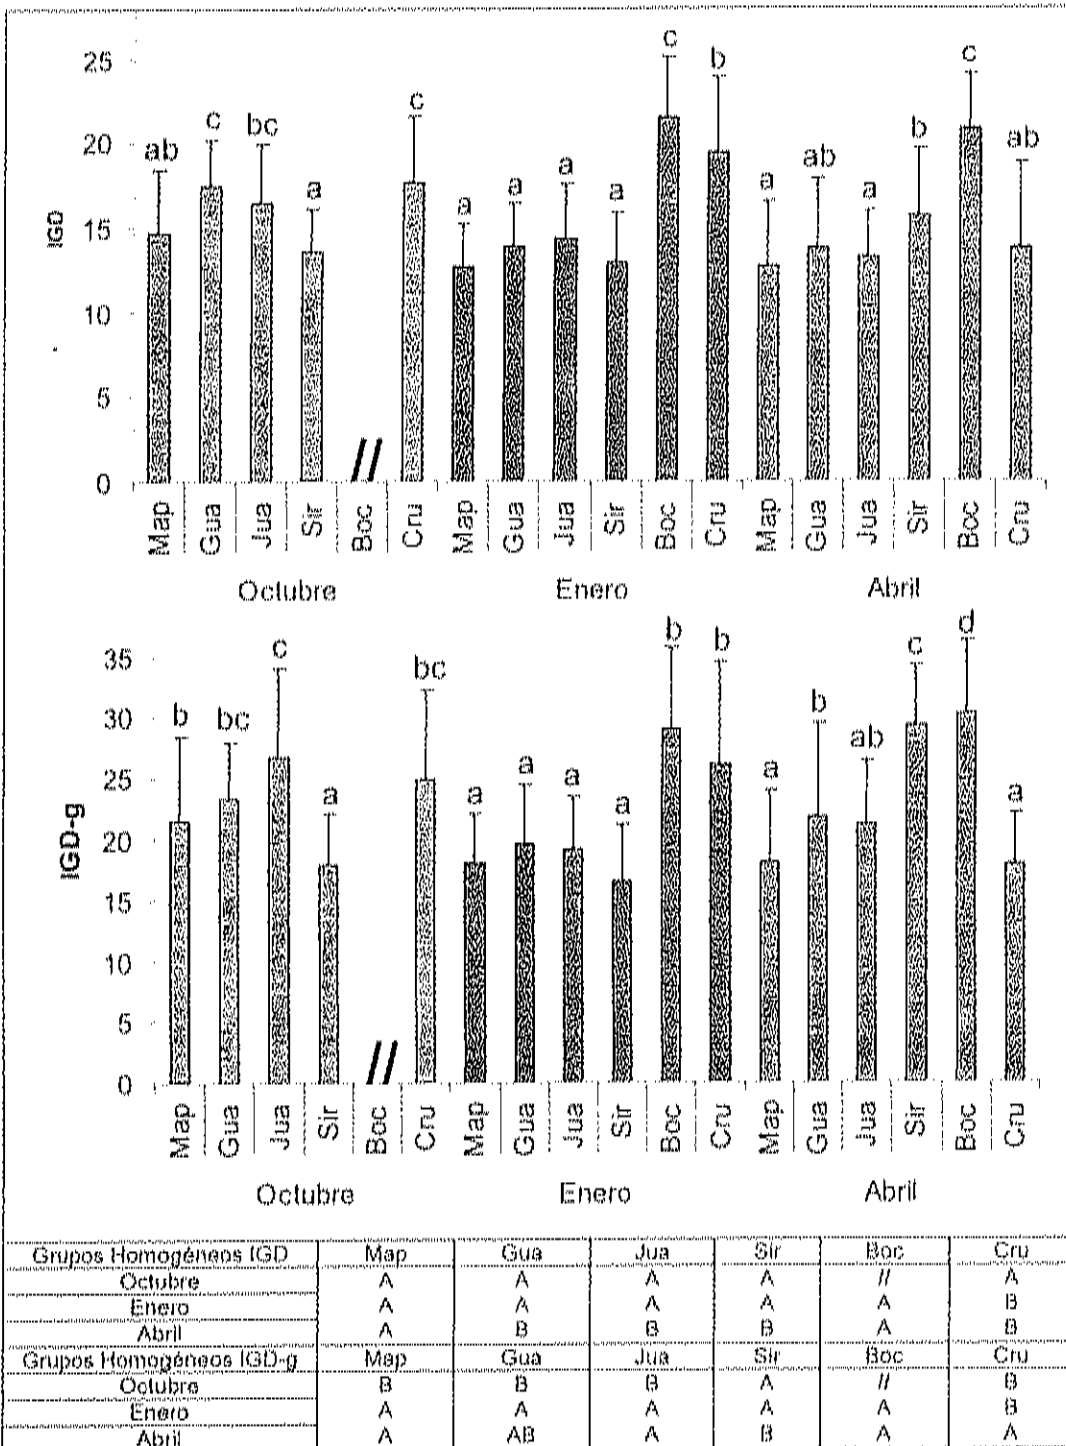 25
20
15
10
5
0
IGD
ab c bc a c a a a a c b a ab a b c ab
//
Map Gua Jua Sir Boc Cru Map Gua Jua Sir Boc Cru Map Gua Jua Sir Boc Cru
Octubre Enero Abril
35
30
25
20
15
10
5
0
IGD-g
b bc c a bc a a a a b b a b ab c d a
//
Map Gua Jua Sir Boc Cru Map Gua Jua Sir Boc Cru Map Gua Jua Sir Boc Cru
Octubre Enero Abril
Grupos Homogéneos IGD Map Gua Jua Sir Boc Cru
Octubre A A A A // A
Enero A A A A A B
Abril A B B B A B
Grupos Homogéneos IGD-g Map Gua Jua Sir Boc Cru
Octubre B B B A // B
Enero A A A A A B
Abril A AB A B A A